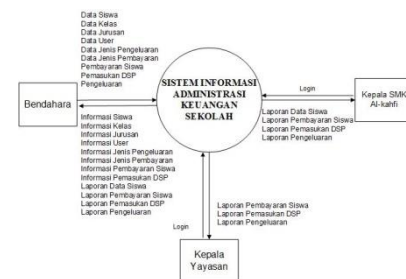 Data Siswa
Data Kelas
Data Jurusan
Data User
Data Jenis Pengeluaran
Data Jenis Pembayaran
Pembayaran Siswa
Pemasukan DSP
Pengeluaran
Bendahara
SISTEM INFORMASI
ADMINISTRASI
KEUANGAN
SEKOLAH
Login
Kepala SMK
Al-kahfi
Laporan Data Siswa
Laporan Pembayaran Siswa
Laporan Pemasukan DSP
Laporan Pengeluaran
Informasi Siswa
Informasi Kelas
Informasi Jurusan
Informasi User
Informasi Jenis Pengeluaran
Informasi Jenis Pembayaran
Informasi Pembayaran Siswa
Informasi Pemasukan DSP
Laporan Data Siswa
Laporan Pembayaran Siswa
Laporan Pemasukan DSP
Laporan Pengeluaran
Login
Laporan Pembayaran Siswa
Laporan Pemasukan DSP
Laporan Pengeluaran
Kepala
Yayasan